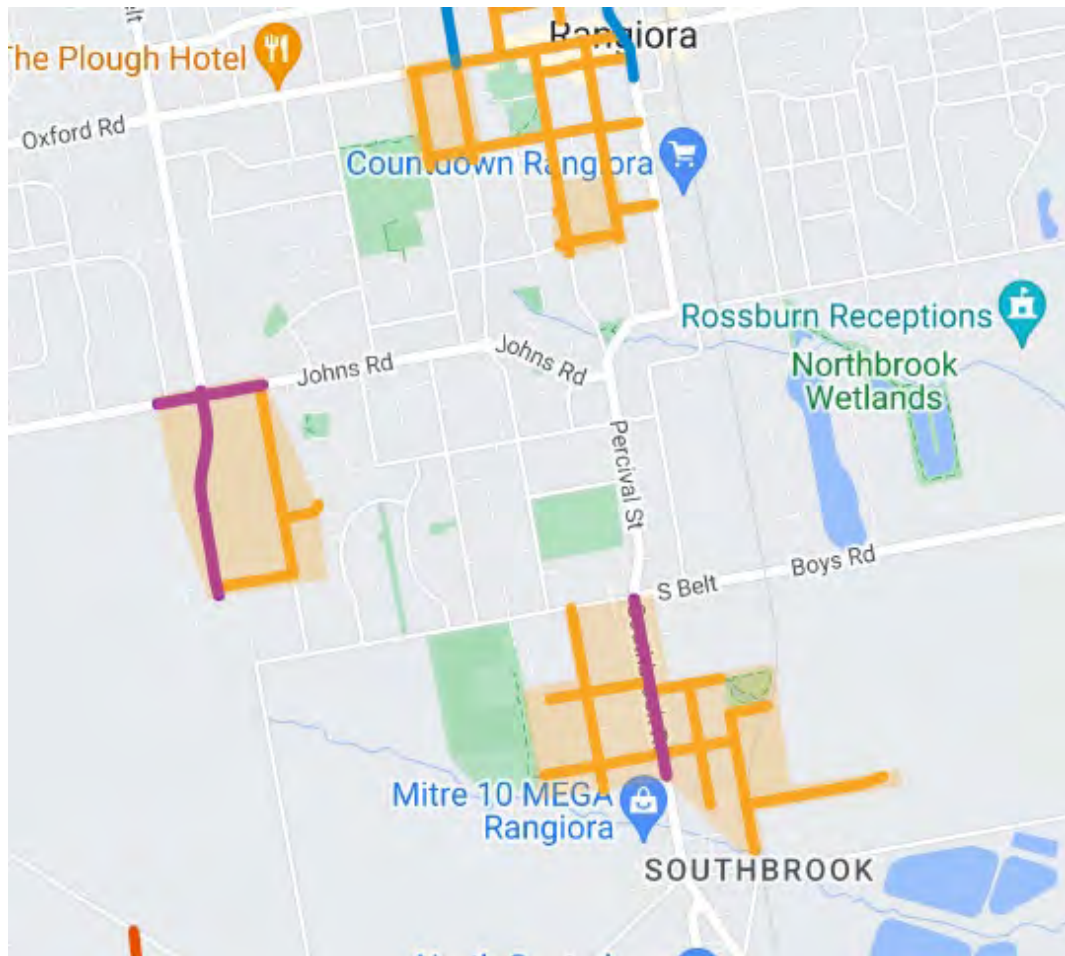 Rangiora
The Plough Hotel
Oxford Rd
Countdown Rangiora
Rossburn Receptions
Northbrook
Wetlands
Johns Rd
Johns Rd
Percival St
S Belt
Boys Rd
Mitre 10 MEGA
Rangiora
SOUTHBROOK